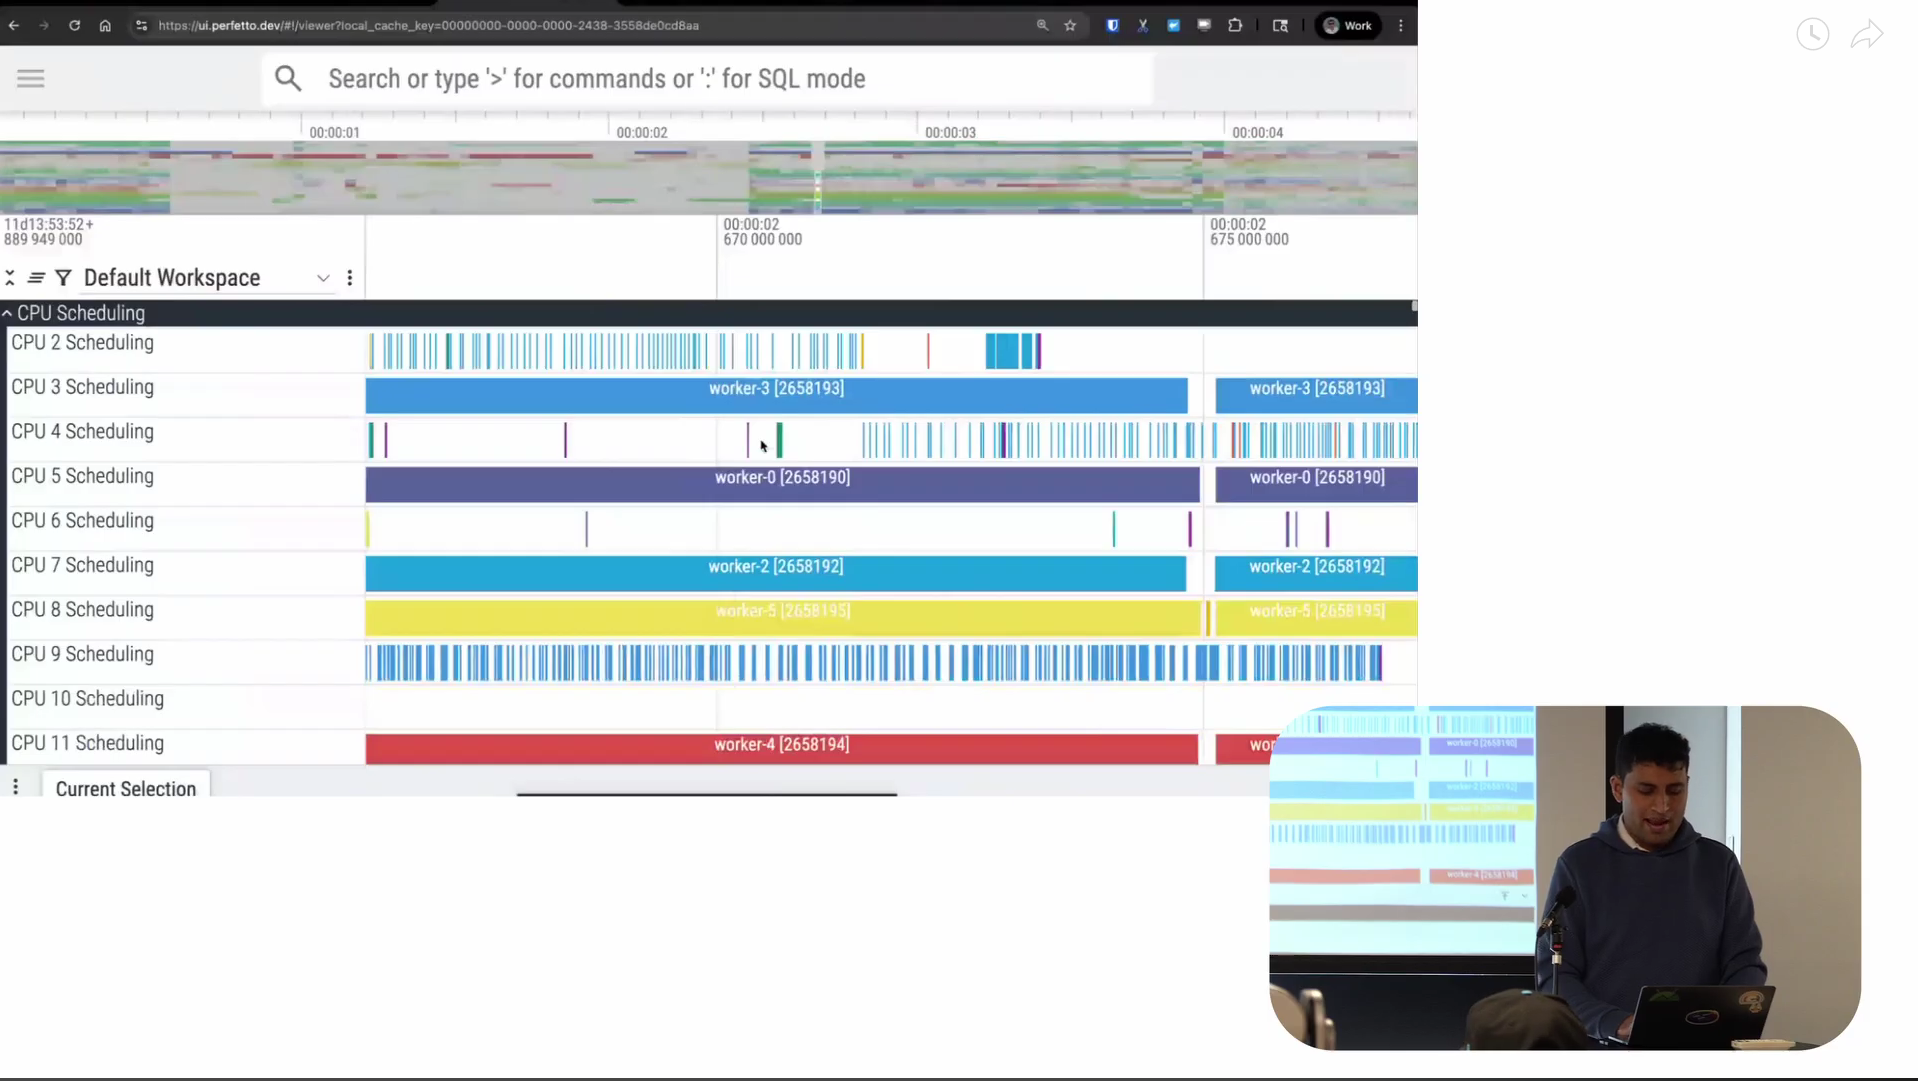 https://ui.perfetto.dev/#!/viewer?local_cache_key=00000000-0000-0000-2438-3558de0cd8aa
Work
Search or type '>' for commands or ':' for SQL mode
00:00:01
00:00:02
00:00:03
00:00:04
11d13:53:52+
889 949 000
00:00:02
670 000 000
00:00:02
675 000 000
Default Workspace
CPU Scheduling
CPU 2 Scheduling
CPU 3 Scheduling
worker-3 [2658193]
worker-3 [2658193]
CPU 4 Scheduling
CPU 5 Scheduling
worker-0 [2658190]
worker-0 [2658190]
CPU 6 Scheduling
CPU 7 Scheduling
worker-2 [2658192]
worker-2 [2658192]
CPU 8 Scheduling
worker-5 [2658195]
worker-5 [2658195]
CPU 9 Scheduling
CPU 10 Scheduling
CPU 11 Scheduling
worker-4 [2658194]
wor
Current Selection
worker-0 [2658190]
worker-2 [2658192]
worker-4 [2658194]